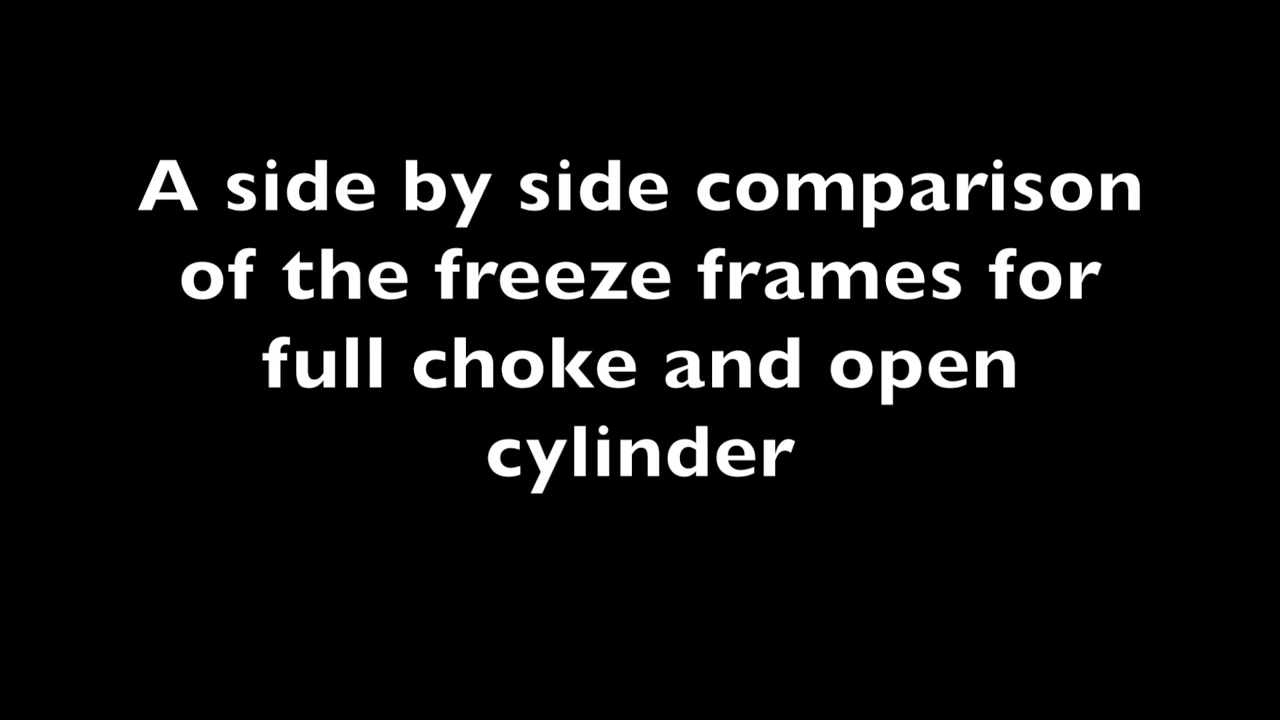 A side by side comparison
of the freeze frames for
full choke and open
cylinder